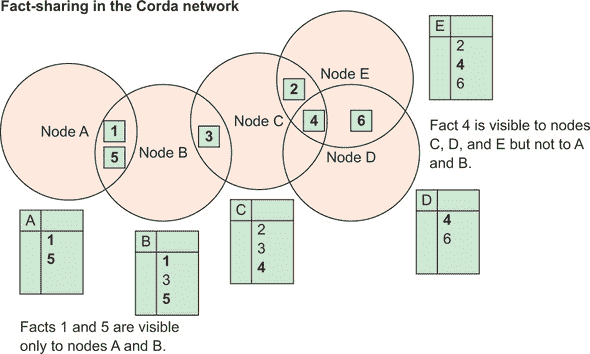 Fact-sharing in the Corda network
E
2
4
6
Node E
2
Node C
4
6
Node A
1
5
Node B
3
Node D
Fact 4 is visible to nodes
C, D, and E but not to A
and B.
A
1
5
B
1
3
5
C
2
3
4
D
4
6
Facts 1 and 5 are visible
only to nodes A and B.